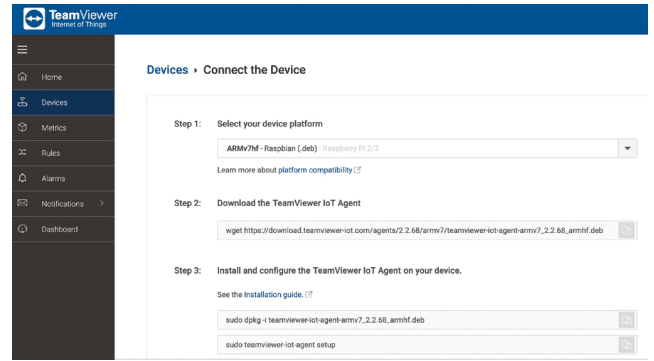 TeamViewer
Internet of Things
Home
Devices
Metrics
Rules
Alarms
Notifications
Dashboard
Devices › Connect the Device
Step 1: Select your device platform
ARMv7hf - Raspbian (.deb) - Raspberry PI 2/3
Learn more about platform compatibility
Step 2: Download the TeamViewer IoT Agent
wget https://download.teamviewer-iot.com/agents/2.2.68/armv7/teamviewer-iot-agent-armv7_2.2.68_armhf.deb
Step 3: Install and configure the TeamViewer IoT Agent on your device.
See the Installation guide.
sudo dpkg -i teamviewer-iot-agent-armv7_2.2.68_armhf.deb
sudo teamviewer-iot-agent setup